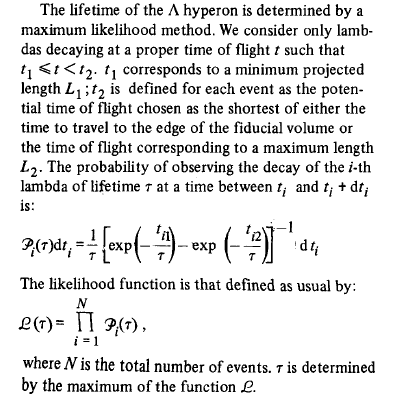 The lifetime of the Λ hyperon is determined by a
maximum likelihood method. We consider only lamb-
das decaying at a proper time of flight t such that
t₁ ⩽ t < t₂. t₁ corresponds to a minimum projected
length L₁; t₂ is defined for each event as the poten-
tial time of flight chosen as the shortest of either the
time to travel to the edge of the fiducial volume or
the time of flight corresponding to a maximum length
L₂. The probability of observing the decay of the i-th
lambda of lifetime τ at a time between tᵢ and tᵢ + dtᵢ
is:
𝒫ᵢ(τ)dtᵢ = 1/τ [exp(−tᵢ₁/τ) − exp (−tᵢ₂/τ)]⁻¹ dtᵢ
The likelihood function is that defined as usual by:
ℒ(τ) = ∏_{i=1}^{N} 𝒫ᵢ(τ),
where N is the total number of events. τ is determined
by the maximum of the function ℒ.